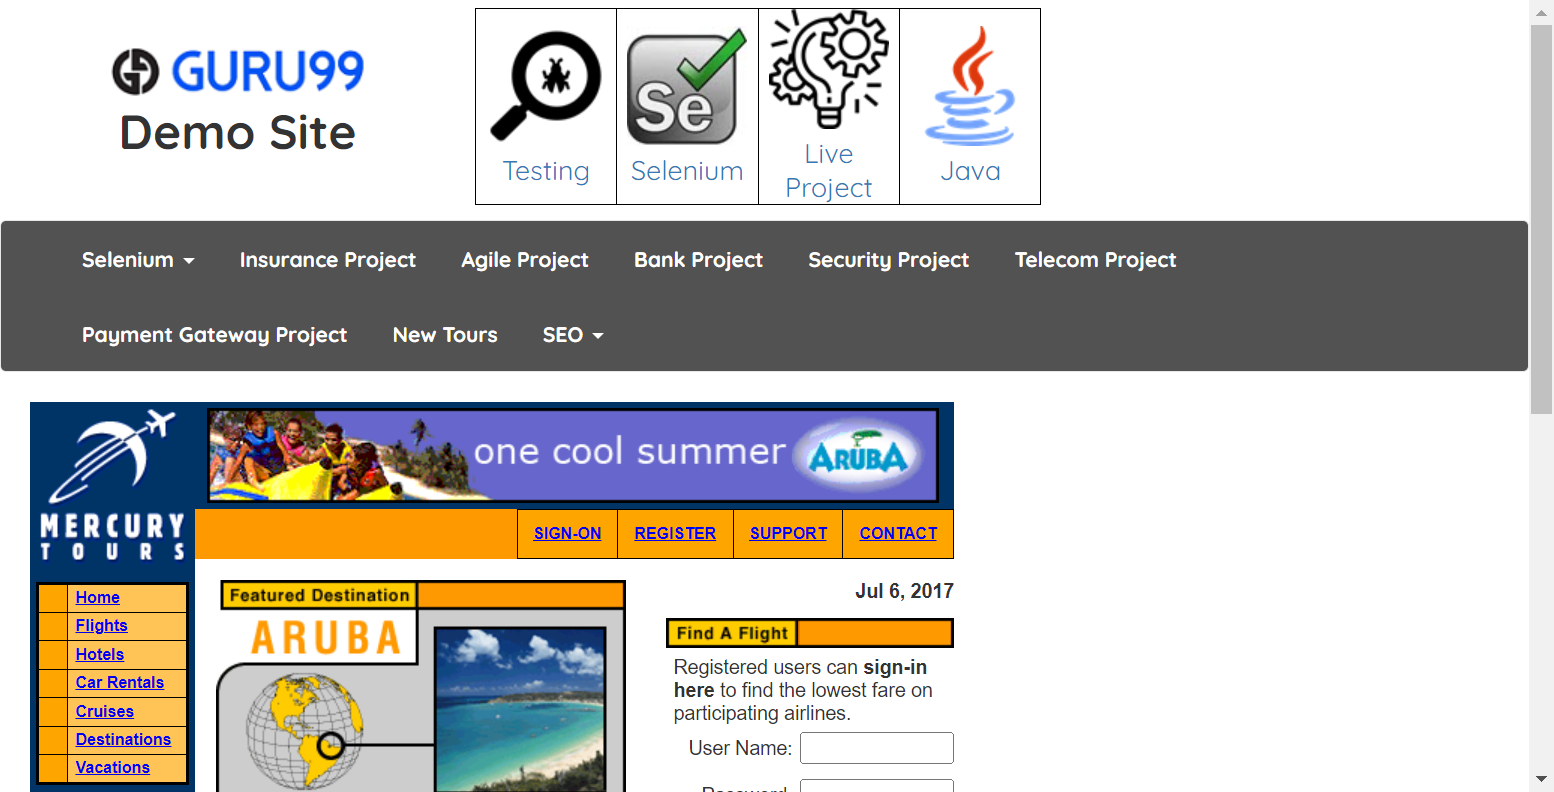 GURU99
Demo Site
Testing
Se
Selenium
Live
Project
Java
Selenium
Insurance Project
Agile Project
Bank Project
Security Project
Telecom Project
Payment Gateway Project
New Tours
SEO
MERCURY
TOURS
one cool summer
ARUBA
SIGN-ON
REGISTER
SUPPORT
CONTACT
Home
Flights
Hotels
Car Rentals
Cruises
Destinations
Vacations
Featured Destination
ARUBA
Jul 6, 2017
Find A Flight
Registered users can sign-in
here to find the lowest fare on
participating airlines.
User Name: